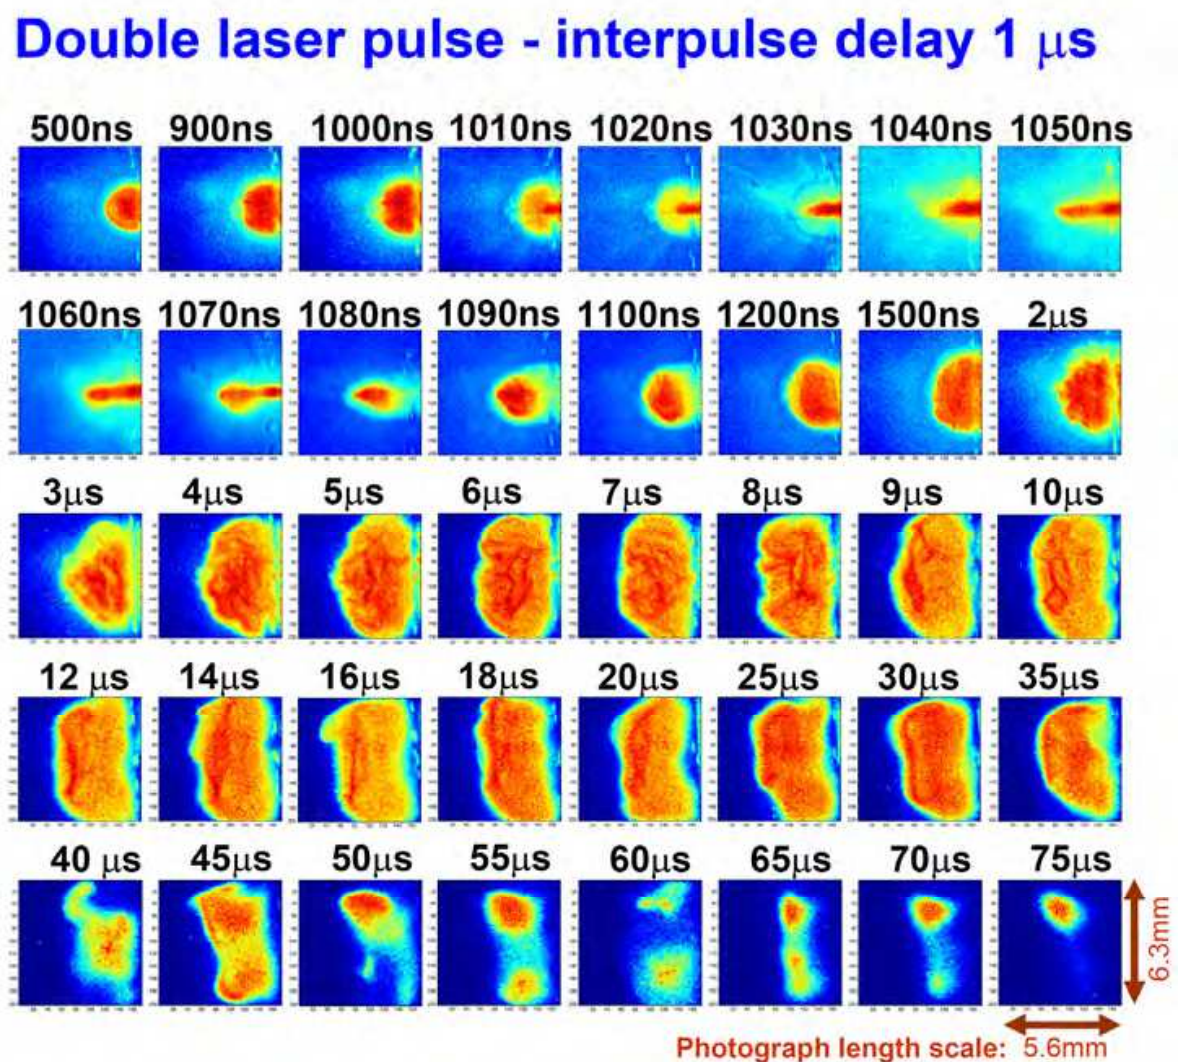 Double laser pulse - interpulse delay 1 μs
500ns 900ns 1000ns 1010ns 1020ns 1030ns 1040ns 1050ns
1060ns 1070ns 1080ns 1090ns 1100ns 1200ns 1500ns 2μs
3μs 4μs 5μs 6μs 7μs 8μs 9μs 10μs
12 μs 14μs 16μs 18μs 20μs 25μs 30μs 35μs
40 μs 45μs 50μs 55μs 60μs 65μs 70μs 75μs
6.3mm
Photograph length scale: 5.6mm